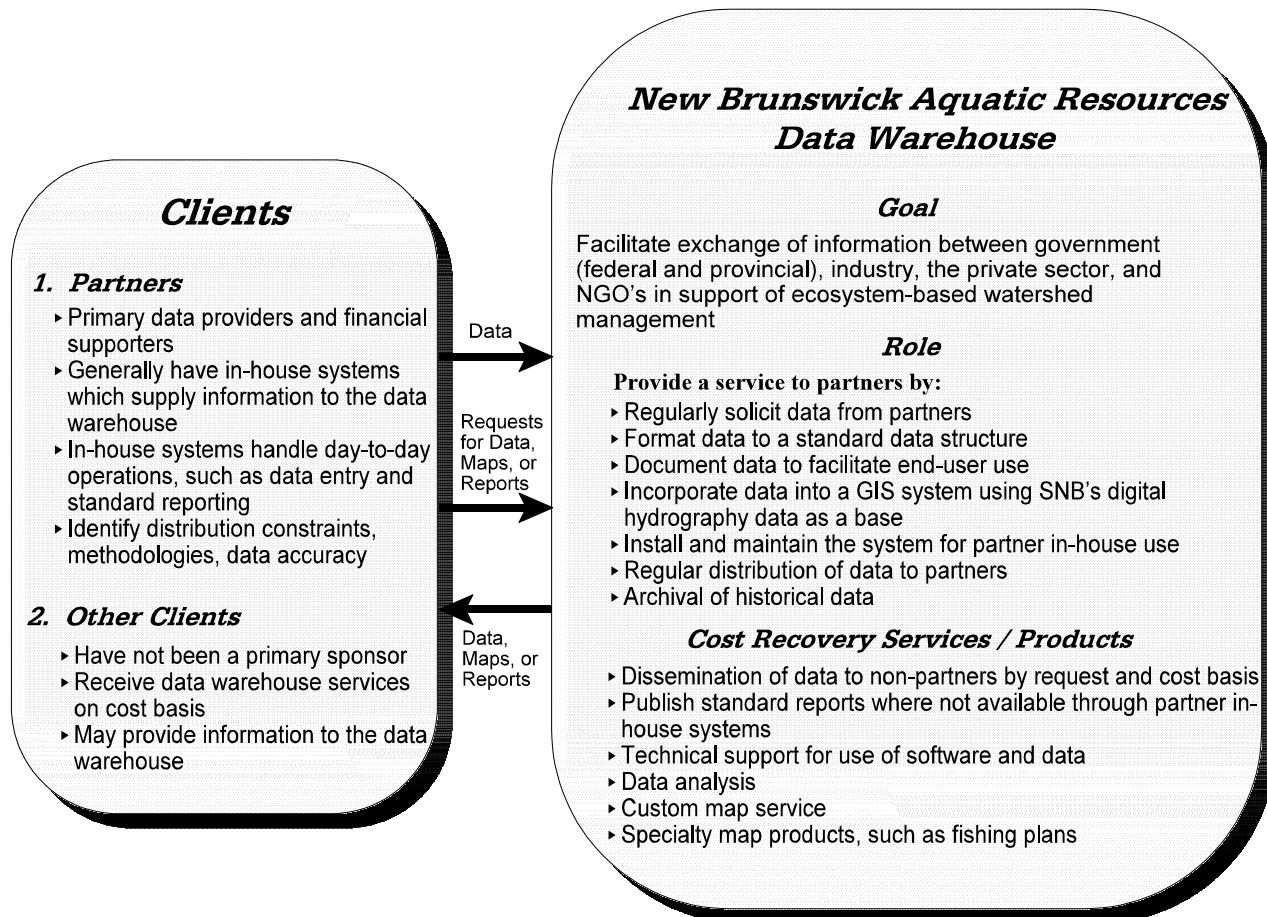 Clients
1. Partners
‣ Primary data providers and financial
supporters
‣ Generally have in-house systems
which supply information to the data
warehouse
‣ In-house systems handle day-to-day
operations, such as data entry and
standard reporting
‣ Identify distribution constraints,
methodologies, data accuracy
2. Other Clients
‣ Have not been a primary sponsor
‣ Receive data warehouse services
on cost basis
‣ May provide information to the data
warehouse
Data
Requests
for Data,
Maps, or
Reports
Data,
Maps, or
Reports
New Brunswick Aquatic Resources
Data Warehouse
Goal
Facilitate exchange of information between government
(federal and provincial), industry, the private sector, and
NGO's in support of ecosystem-based watershed
management
Role
Provide a service to partners by:
‣ Regularly solicit data from partners
‣ Format data to a standard data structure
‣ Document data to facilitate end-user use
‣ Incorporate data into a GIS system using SNB's digital
hydrography data as a base
‣ Install and maintain the system for partner in-house use
‣ Regular distribution of data to partners
‣ Archival of historical data
Cost Recovery Services / Products
‣ Dissemination of data to non-partners by request and cost basis
‣ Publish standard reports where not available through partner in-
house systems
‣ Technical support for use of software and data
‣ Data analysis
‣ Custom map service
‣ Specialty map products, such as fishing plans